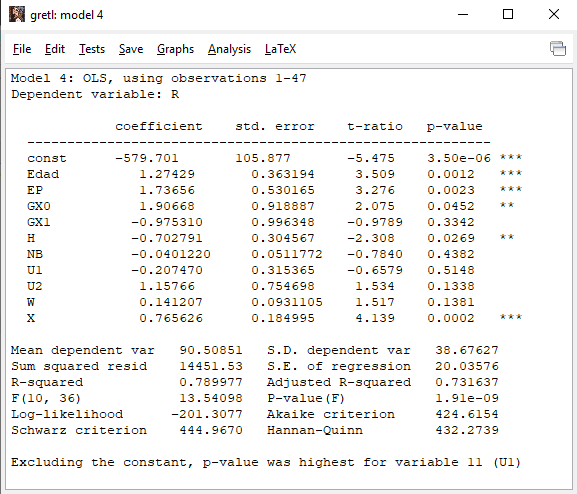 gretl: model 4
File Edit Tests Save Graphs Analysis LaTeX
Model 4: OLS, using observations 1-47
Dependent variable: R
coefficient std. error t-ratio p-value
---------------------------------------------------------
const -579.701 105.877 -5.475 3.50e-06 ***
Edad 1.27429 0.363194 3.509 0.0012 ***
EP 1.73656 0.530165 3.276 0.0023 ***
GX0 1.90668 0.918887 2.075 0.0452 **
GX1 -0.975310 0.996348 -0.9789 0.3342
H -0.702791 0.304567 -2.308 0.0269 **
NB -0.0401220 0.0511772 -0.7840 0.4382
U1 -0.207470 0.315365 -0.6579 0.5148
U2 1.15766 0.754698 1.534 0.1338
W 0.141207 0.0931105 1.517 0.1381
X 0.765626 0.184995 4.139 0.0002 ***
Mean dependent var 90.50851 S.D. dependent var 38.67627
Sum squared resid 14451.53 S.E. of regression 20.03576
R-squared 0.789977 Adjusted R-squared 0.731637
F(10, 36) 13.54098 P-value(F) 1.91e-09
Log-likelihood -201.3077 Akaike criterion 424.6154
Schwarz criterion 444.9670 Hannan-Quinn 432.2739
Excluding the constant, p-value was highest for variable 11 (U1)